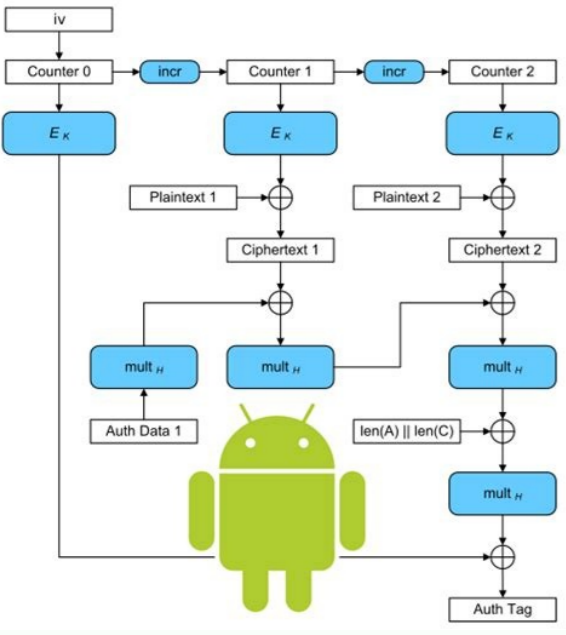 iv
Counter 0
incr
Counter 1
incr
Counter 2
E K
E K
E K
Plaintext 1
Plaintext 2
Ciphertext 1
Ciphertext 2
mult H
mult H
mult H
Auth Data 1
len(A) || len(C)
mult H
Auth Tag